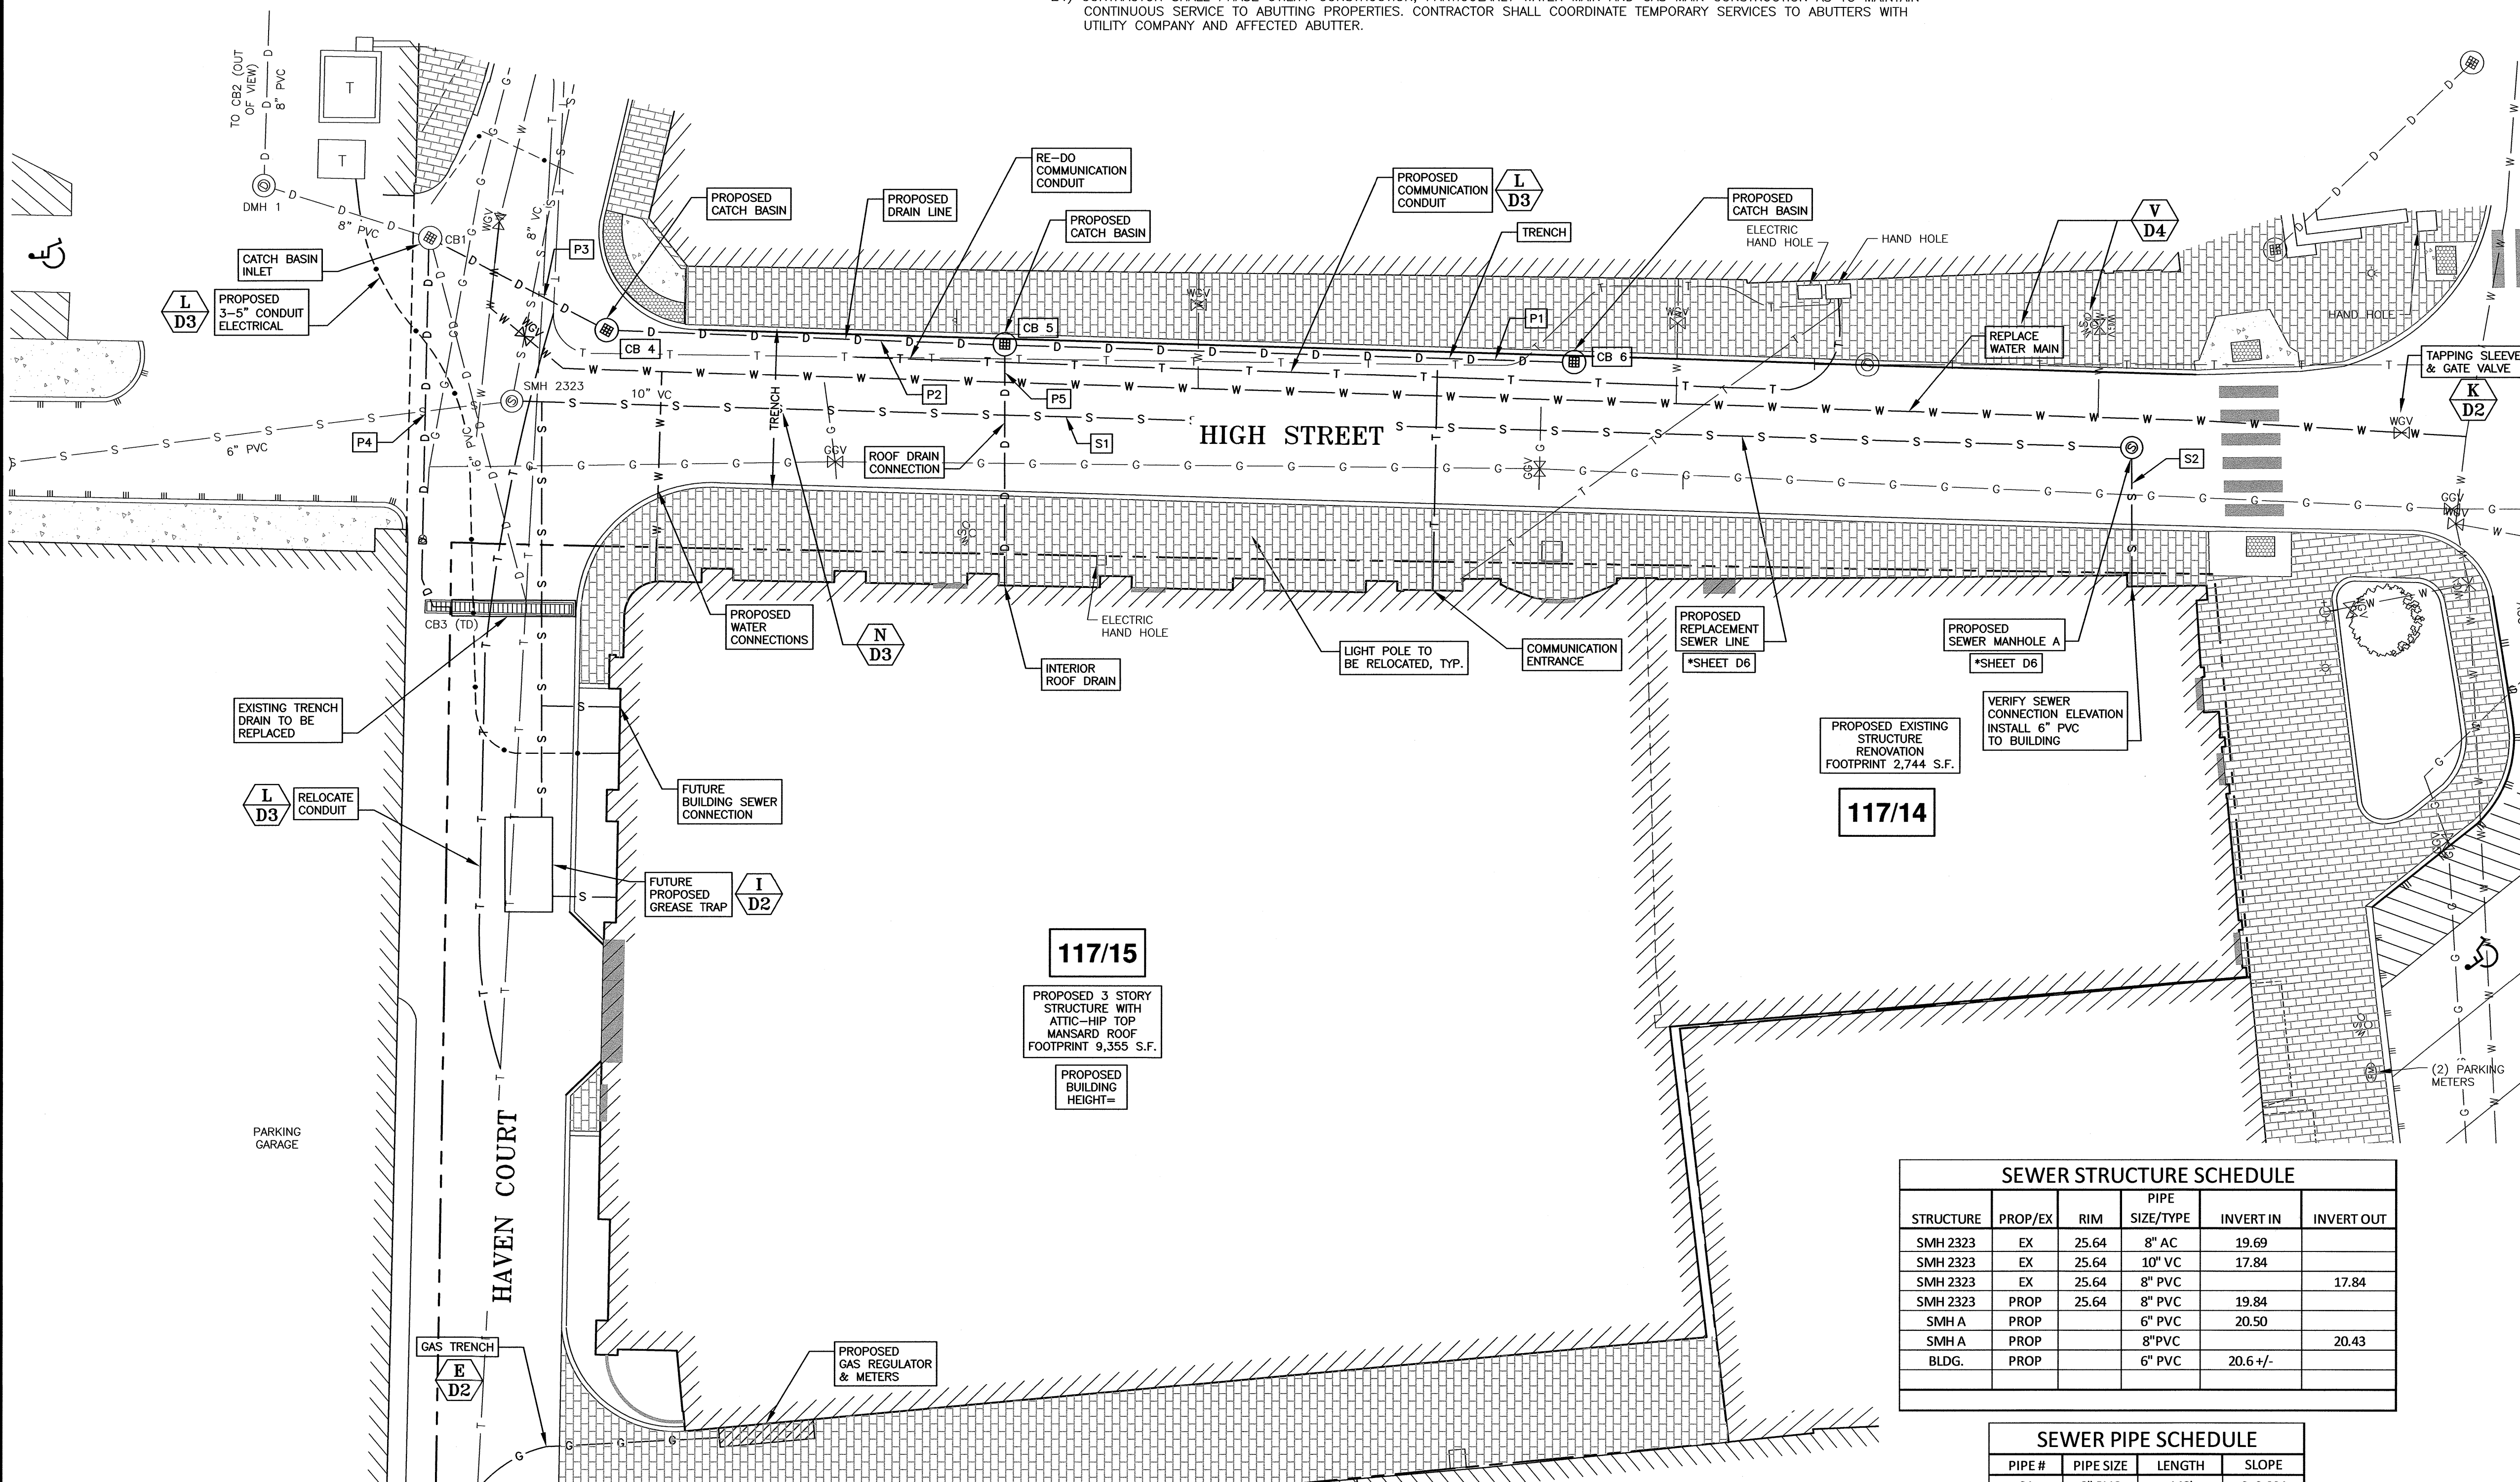 CONTINUOUS SERVICE TO ABUTTING PROPERTIES. CONTRACTOR SHALL COORDINATE TEMPORARY SERVICES TO ABUTTERS WITH
UTILITY COMPANY AND AFFECTED ABUTTER.
TO CB2 (OUT
OF VIEW)
8" PVC
T
T
DMH 1
8" PVC
CB1
CATCH BASIN
INLET
L
D3
PROPOSED
3-5" CONDUIT
ELECTRICAL
8" VC
WGV
P3
PROPOSED
CATCH BASIN
PROPOSED
DRAIN LINE
RE-DO
COMMUNICATION
CONDUIT
PROPOSED
CATCH BASIN
PROPOSED
COMMUNICATION
CONDUIT
L
D3
TRENCH
PROPOSED
CATCH BASIN
ELECTRIC
HAND HOLE
HAND HOLE
V
D4
HAND HOLE
REPLACE
WATER MAIN
TAPPING SLEEVE
& GATE VALVE
K
D2
WGV
CB 4
CB 5
P1
CB 6
WGV
WGV
WGV
SMH 2323
10" VC
P2
P5
P4
6" PVC
6" PVC
TRENCH
S1
HIGH STREET
ROOF DRAIN
CONNECTION
GGV
GGV
S2
GGV
CB3 (TD)
PROPOSED
WATER
CONNECTIONS
N
D3
INTERIOR
ROOF DRAIN
ELECTRIC
HAND HOLE
LIGHT POLE TO
BE RELOCATED, TYP.
COMMUNICATION
ENTRANCE
PROPOSED
REPLACEMENT
SEWER LINE
*SHEET D6
PROPOSED
SEWER MANHOLE A
*SHEET D6
VERIFY SEWER
CONNECTION ELEVATION
INSTALL 6" PVC
TO BUILDING
EXISTING TRENCH
DRAIN TO BE
REPLACED
PROPOSED EXISTING
STRUCTURE
RENOVATION
FOOTPRINT 2,744 S.F.
117/14
L
D3
RELOCATE
CONDUIT
FUTURE
BUILDING SEWER
CONNECTION
FUTURE
PROPOSED
GREASE TRAP
I
D2
117/15
PROPOSED 3 STORY
STRUCTURE WITH
ATTIC-HIP TOP
MANSARD ROOF
FOOTPRINT 9,355 S.F.
PROPOSED
BUILDING
HEIGHT=
(2) PARKING
METERS
PARKING
GARAGE
HAVEN COURT
GAS TRENCH
E
D2
PROPOSED
GAS REGULATOR
& METERS
SEWER STRUCTURE SCHEDULE
STRUCTURE PROP/EX RIM PIPE SIZE/TYPE INVERT IN INVERT OUT
SMH 2323 EX 25.64 8" AC 19.69
SMH 2323 EX 25.64 10" VC 17.84
SMH 2323 EX 25.64 8" PVC 17.84
SMH 2323 PROP 25.64 8" PVC 19.84
SMH A PROP 6" PVC 20.50
SMH A PROP 8"PVC 20.43
BLDG. PROP 6" PVC 20.6 +/-
SEWER PIPE SCHEDULE
PIPE # PIPE SIZE LENGTH SLOPE